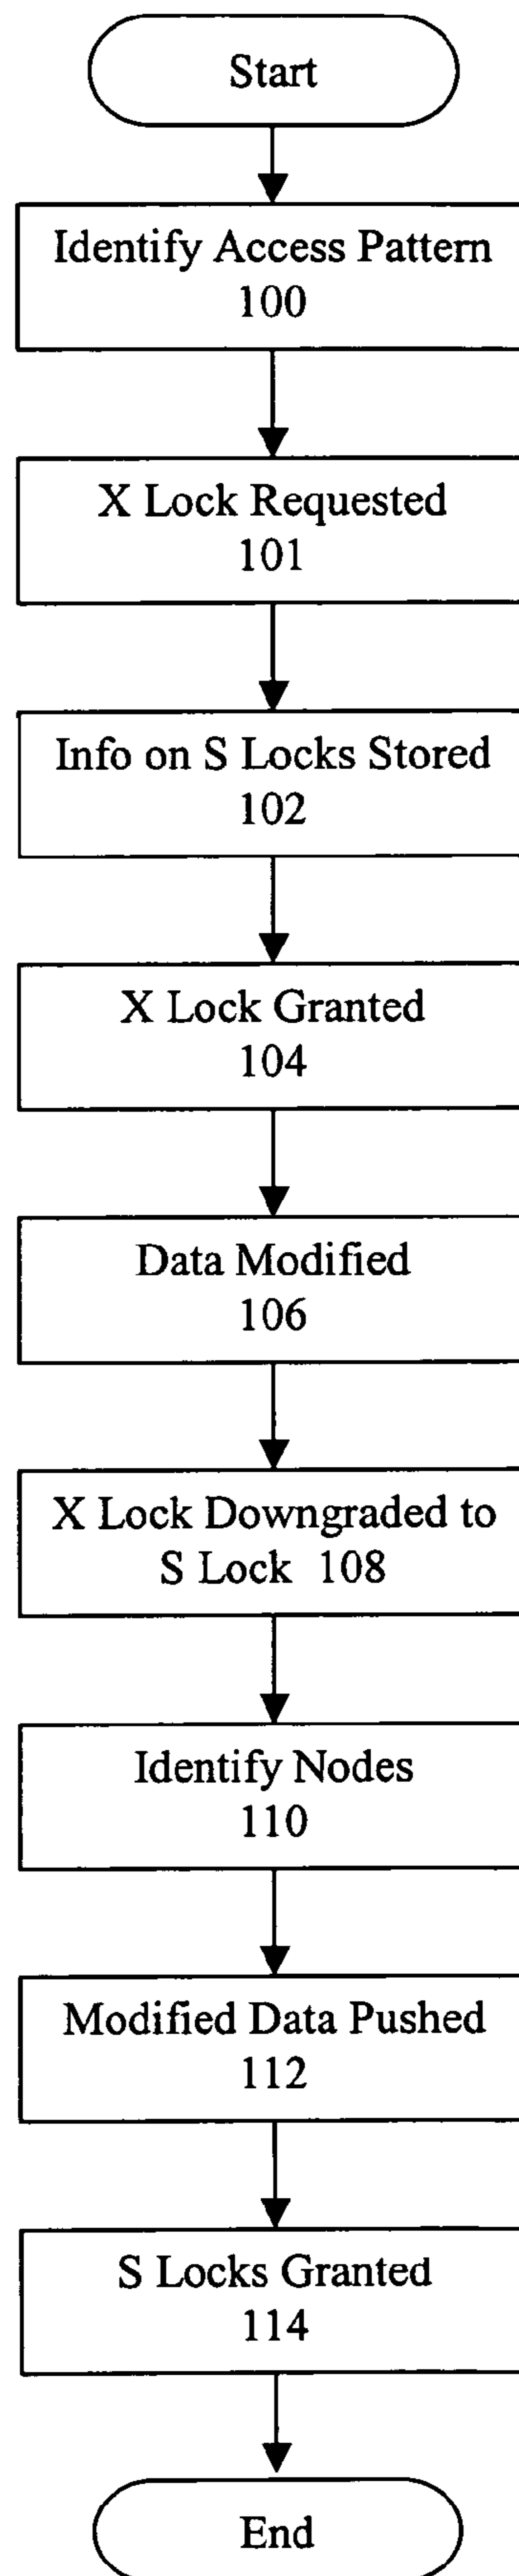 Start
Identify Access Pattern
100
X Lock Requested
101
Info on S Locks Stored
102
X Lock Granted
104
Data Modified
106
X Lock Downgraded to
S Lock 108
Identify Nodes
110
Modified Data Pushed
112
S Locks Granted
114
End